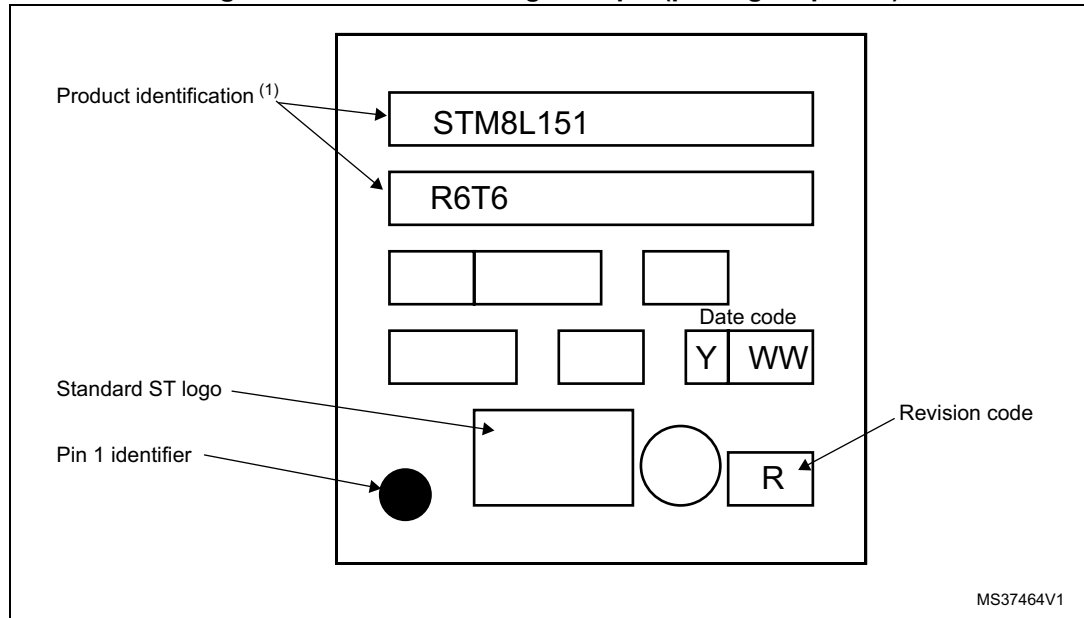 Product identification (1)
STM8L151
R6T6
Date code
Y WW
Standard ST logo
Revision code
Pin 1 identifier
R
MS37464V1